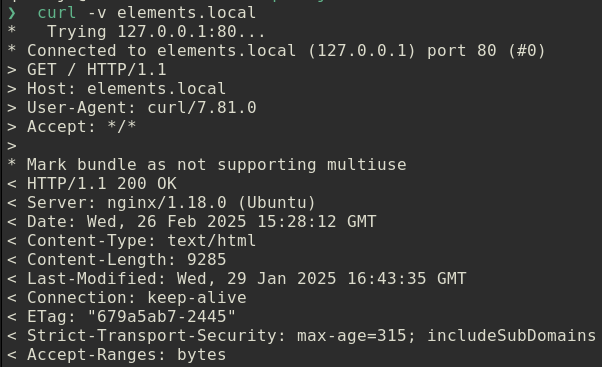 ❯ curl -v elements.local
*   Trying 127.0.0.1:80...
* Connected to elements.local (127.0.0.1) port 80 (#0)
> GET / HTTP/1.1
> Host: elements.local
> User-Agent: curl/7.81.0
> Accept: */*
>
* Mark bundle as not supporting multiuse
< HTTP/1.1 200 OK
< Server: nginx/1.18.0 (Ubuntu)
< Date: Wed, 26 Feb 2025 15:28:12 GMT
< Content-Type: text/html
< Content-Length: 9285
< Last-Modified: Wed, 29 Jan 2025 16:43:35 GMT
< Connection: keep-alive
< ETag: "679a5ab7-2445"
< Strict-Transport-Security: max-age=315; includeSubDomains
< Accept-Ranges: bytes